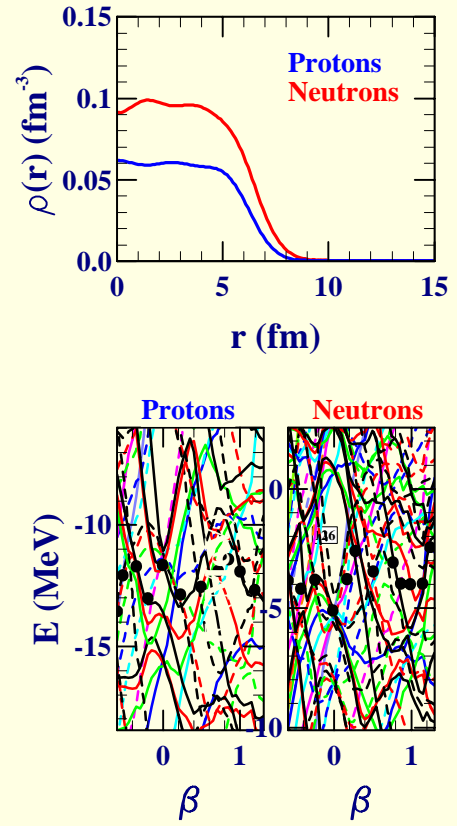 0.15
0.1
0.05
0.0
ρ(r) (fm-3)
Protons
Neutrons
0 5 10 15
r (fm)
Protons Neutrons
E (MeV)
-10
-15
0
-5
-10
0 1 0 1
β β